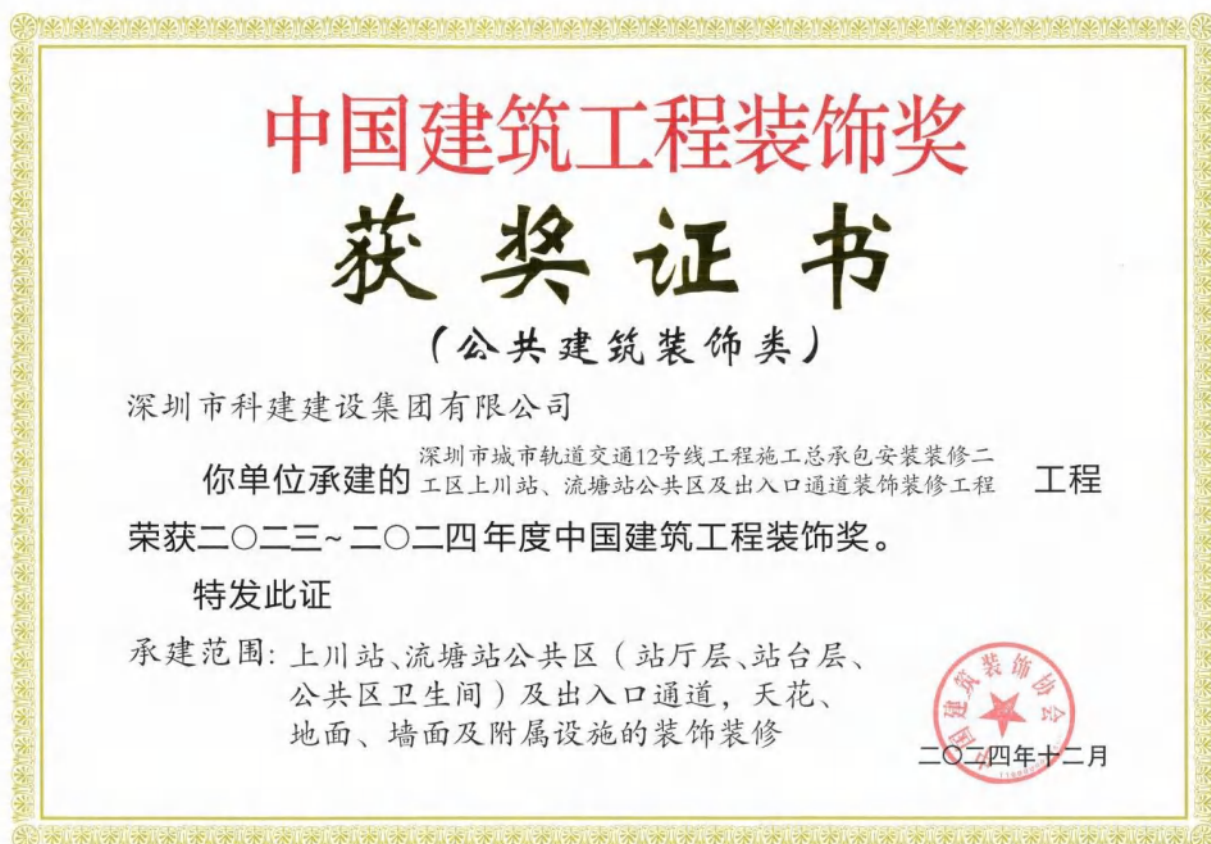 中国建筑工程装饰奖
获奖证书
(公共建筑装饰类)
深圳市科建建设集团有限公司
你单位承建的 深圳市城市轨道交通12号线工程施工总承包安装装修二
工区上川站、流塘站公共区及出入口通道装饰装修工程 工程
荣获二〇二三~二〇二四年度中国建筑工程装饰奖。
特发此证
承建范围: 上川站、流塘站公共区(站厅层、站台层、
公共区卫生间)及出入口通道,天花、
地面、墙面及附属设施的装饰装修
中国建筑装饰协会
二〇二四年十二月